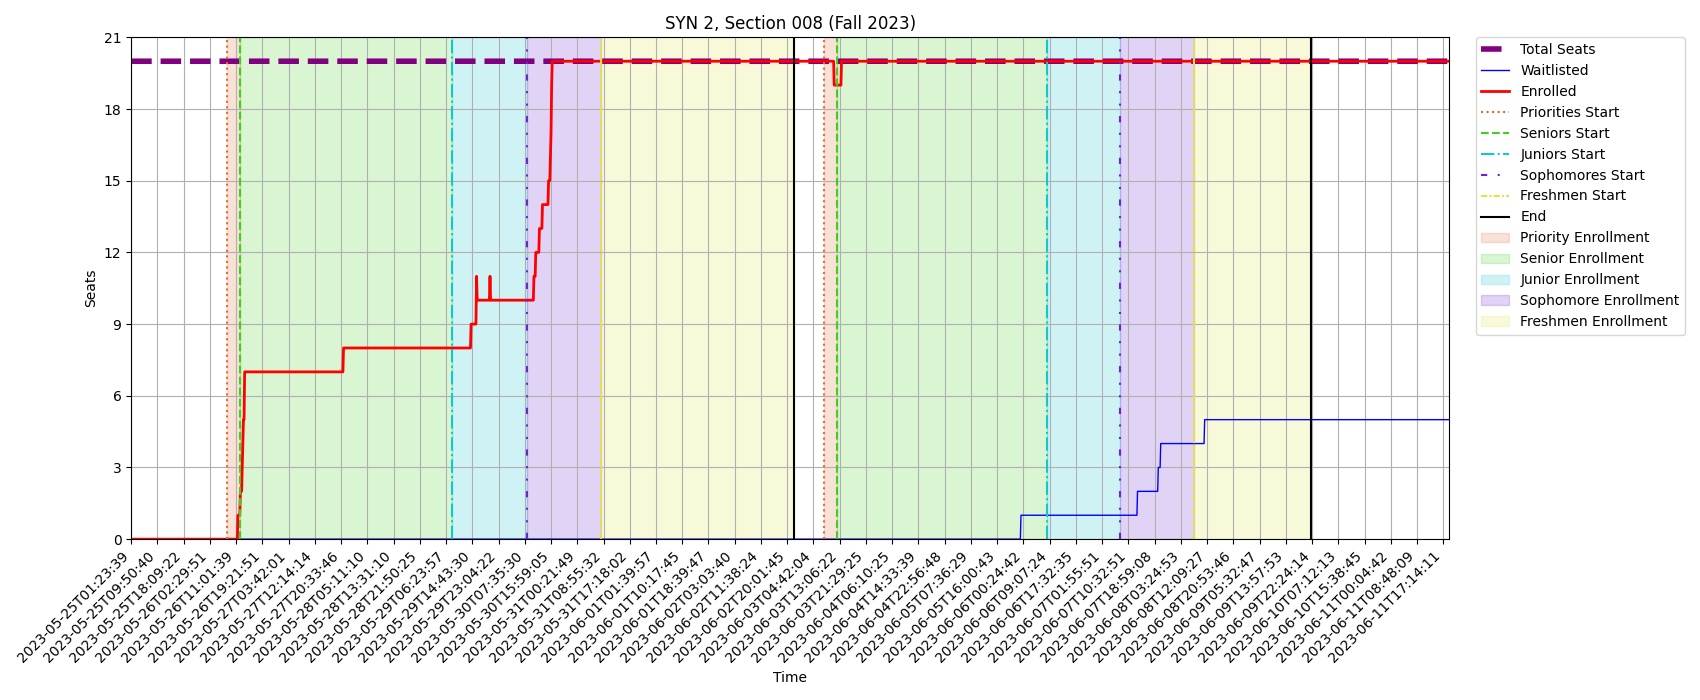 SYN 2, Section 008 (Fall 2023)
Seats
21
18
15
12
9
6
3
0
2023-05-25T01:23:39
2023-05-25T09:50:40
2023-05-25T18:09:22
2023-05-26T02:29:51
2023-05-26T11:01:39
2023-05-26T19:21:51
2023-05-27T03:42:01
2023-05-27T12:14:14
2023-05-27T20:33:46
2023-05-28T05:11:10
2023-05-28T13:31:10
2023-05-28T21:50:25
2023-05-29T06:23:57
2023-05-29T14:43:30
2023-05-29T23:04:22
2023-05-30T07:35:30
2023-05-30T15:59:05
2023-05-31T00:21:49
2023-05-31T08:55:32
2023-05-31T17:18:02
2023-06-01T01:39:57
2023-06-01T10:17:45
2023-06-01T18:39:47
2023-06-02T03:03:40
2023-06-02T11:38:24
2023-06-02T20:01:45
2023-06-03T04:42:04
2023-06-03T13:06:22
2023-06-03T21:29:25
2023-06-04T06:10:25
2023-06-04T14:33:39
2023-06-04T22:56:48
2023-06-05T07:36:29
2023-06-05T16:00:43
2023-06-06T00:24:42
2023-06-06T09:07:24
2023-06-06T17:32:35
2023-06-07T01:55:51
2023-06-07T10:32:51
2023-06-07T18:59:08
2023-06-08T03:24:53
2023-06-08T12:09:27
2023-06-08T20:53:46
2023-06-09T05:32:47
2023-06-09T13:57:53
2023-06-09T22:24:14
2023-06-10T07:12:13
2023-06-10T15:38:45
2023-06-11T00:04:42
2023-06-11T08:48:09
2023-06-11T17:14:11
Time
Total Seats
Waitlisted
Enrolled
Priorities Start
Seniors Start
Juniors Start
Sophomores Start
Freshmen Start
End
Priority Enrollment
Senior Enrollment
Junior Enrollment
Sophomore Enrollment
Freshmen Enrollment